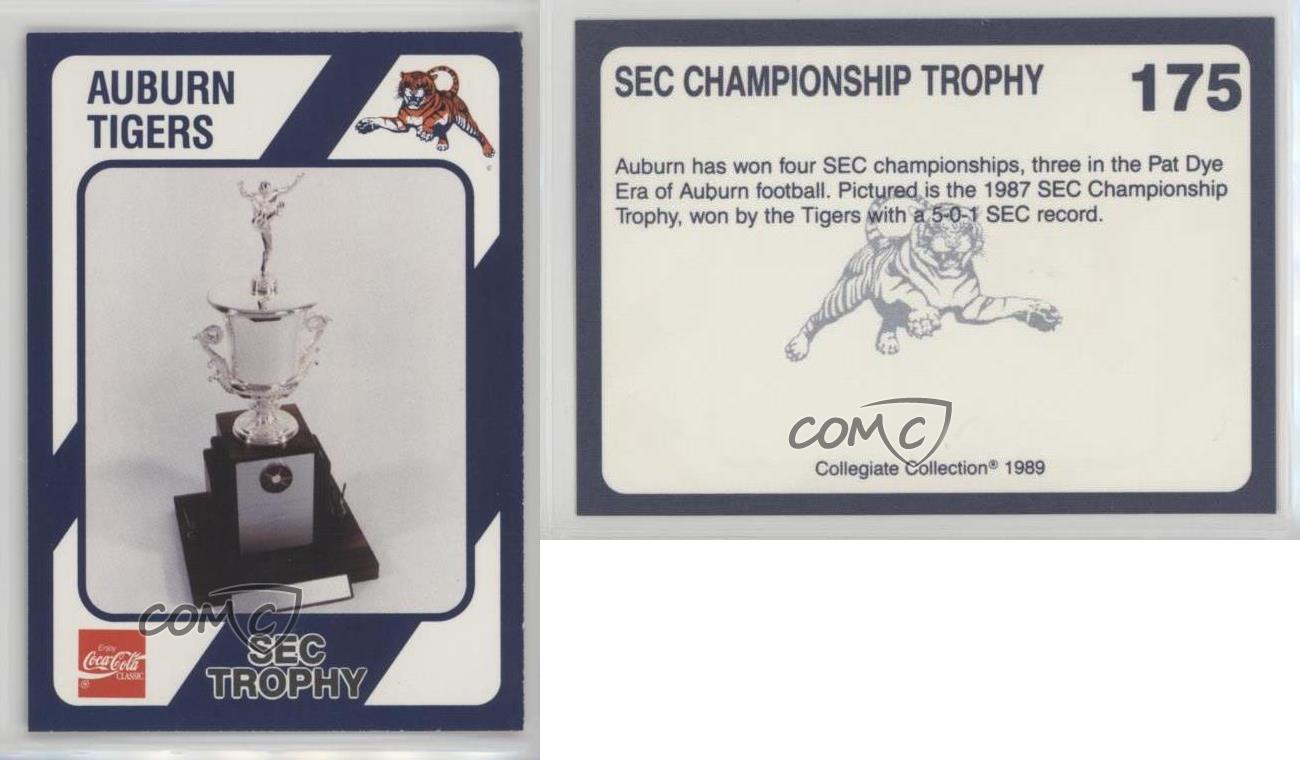 AUBURN
TIGERS
Enjoy
Coca-Cola
CLASSIC
®
SEC
TROPHY
COMC
©
SEC CHAMPIONSHIP TROPHY
175
Auburn has won four SEC championships, three in the Pat Dye
Era of Auburn football. Pictured is the 1987 SEC Championship
Trophy, won by the Tigers with a 5-0-1 SEC record.
COMC
Collegiate Collection® 1989